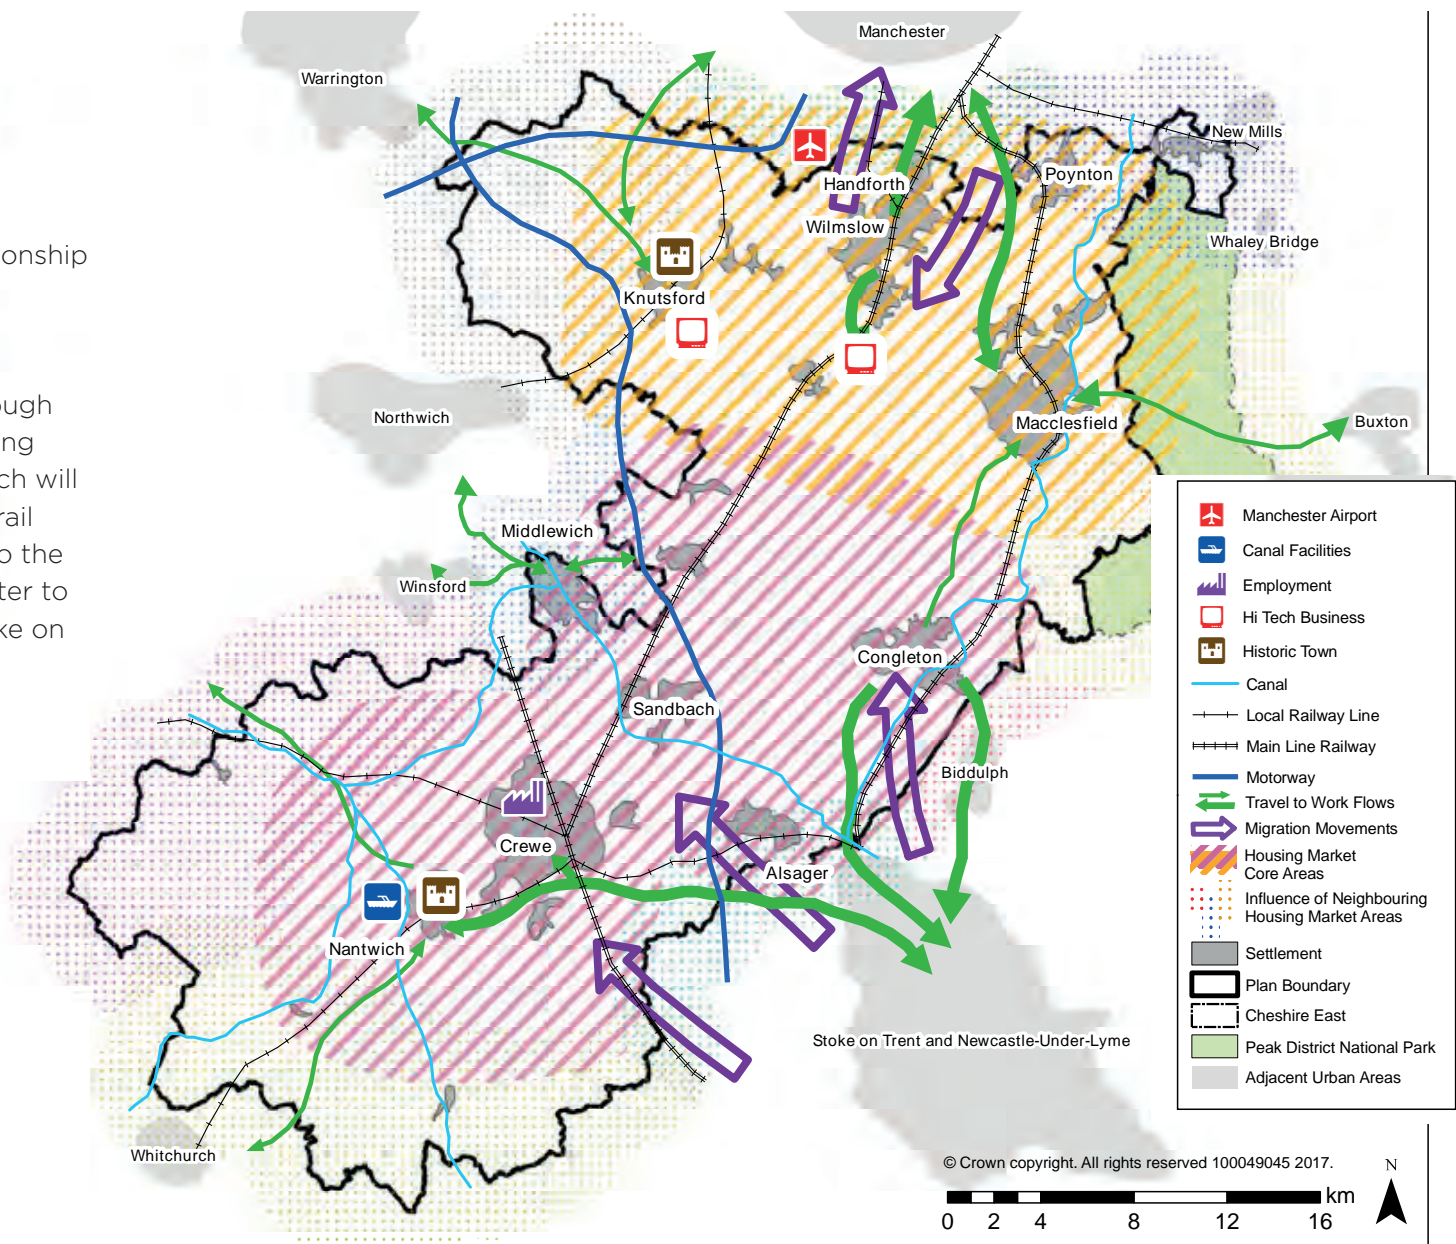 onship
ough
ng
ch will
rail
o the
ter to
ke on
Manchester
Warrington
New Mills
Handforth
Poynton
Wilmslow
Whaley Bridge
Knutsford
Northwich
Macclesfield
Buxton
Middlewich
Winsford
Congleton
Sandbach
Biddulph
Crewe
Alsager
Nantwich
Stoke on Trent and Newcastle-Under-Lyme
Whitchurch
Manchester Airport
Canal Facilities
Employment
Hi Tech Business
Historic Town
Canal
Local Railway Line
Main Line Railway
Motorway
Travel to Work Flows
Migration Movements
Housing Market
Core Areas
Influence of Neighbouring
Housing Market Areas
Settlement
Plan Boundary
Cheshire East
Peak District National Park
Adjacent Urban Areas
© Crown copyright. All rights reserved 100049045 2017.
N
km
0 2 4 8 12 16